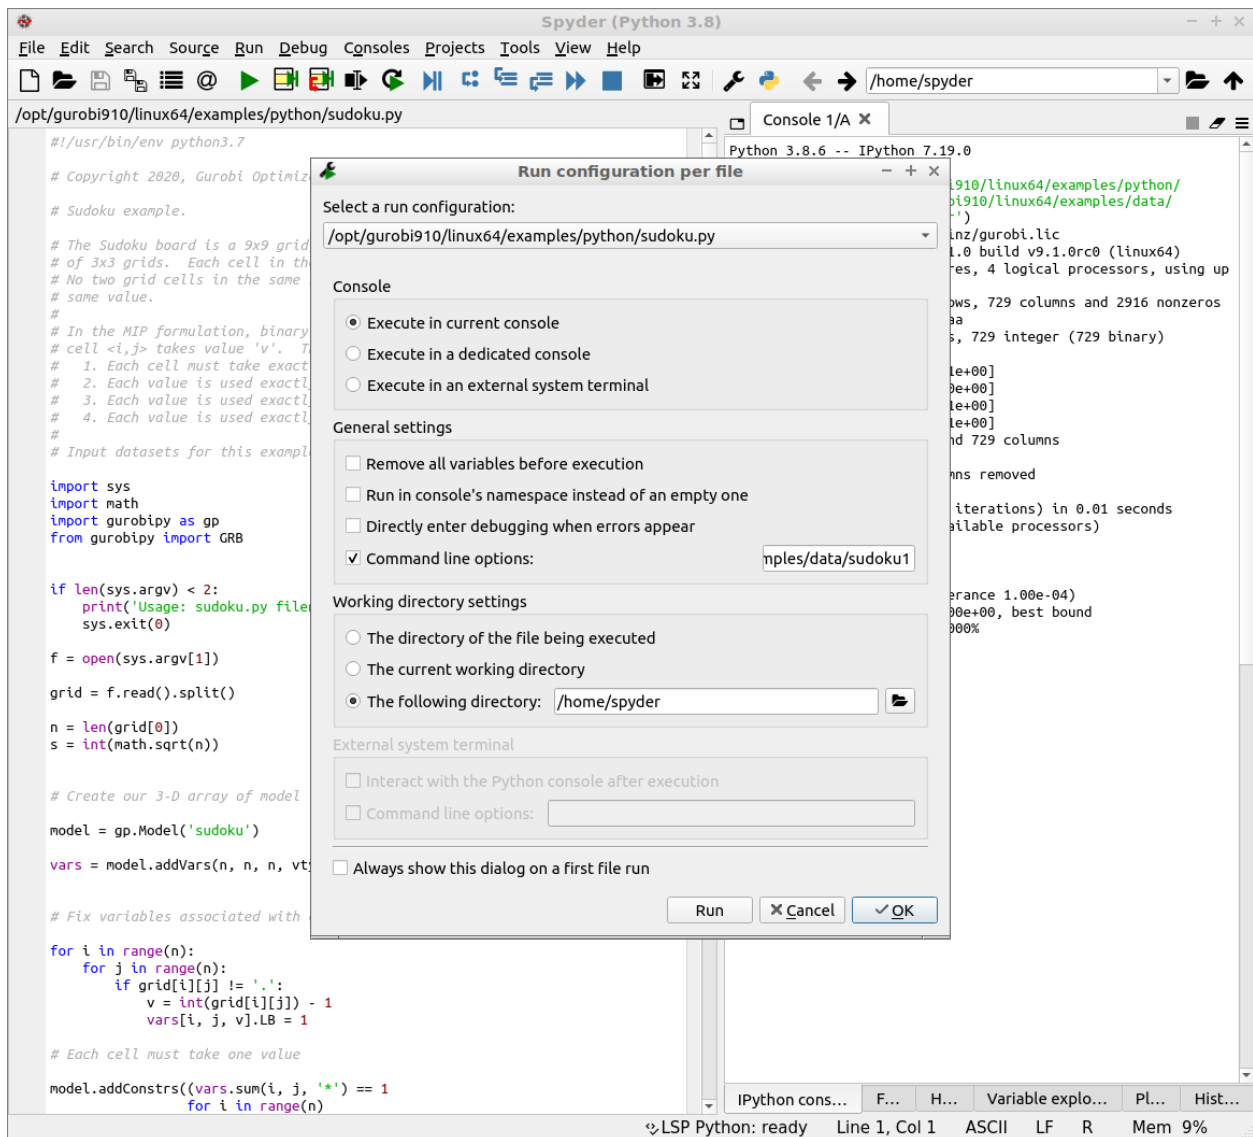 Spyder (Python 3.8)
File Edit Search Source Run Debug Consoles Projects Tools View Help
/home/spyder
/opt/gurobi910/linux64/examples/python/sudoku.py
Console 1/A
#!/usr/bin/env python3.7
# Copyright 2020, Gurobi Optimiz
# Sudoku example.
# The Sudoku board is a 9x9 grid
# of 3x3 grids.  Each cell in th
# No two grid cells in the same
# same value.
#
# In the MIP formulation, binary
# cell <i,j> takes value 'v'.  T
#   1. Each cell must take exact
#   2. Each value is used exactl
#   3. Each value is used exactl
#   4. Each value is used exactl
#
# Input datasets for this exampl
import sys
import math
import gurobipy as gp
from gurobipy import GRB
if len(sys.argv) < 2:
    print('Usage: sudoku.py filen
    sys.exit(0)
f = open(sys.argv[1])
grid = f.read().split()
n = len(grid[0])
s = int(math.sqrt(n))
# Create our 3-D array of model
model = gp.Model('sudoku')
vars = model.addVars(n, n, n, vty
# Fix variables associated with
for i in range(n):
    for j in range(n):
        if grid[i][j] != '.':
            v = int(grid[i][j]) - 1
            vars[i, j, v].LB = 1
# Each cell must take one value
model.addConstrs((vars.sum(i, j, '*') == 1
                 for i in range(n)
Run configuration per file
Select a run configuration:
/opt/gurobi910/linux64/examples/python/sudoku.py
Console
Execute in current console
Execute in a dedicated console
Execute in an external system terminal
General settings
Remove all variables before execution
Run in console's namespace instead of an empty one
Directly enter debugging when errors appear
Command line options: mples/data/sudoku1
Working directory settings
The directory of the file being executed
The current working directory
The following directory: /home/spyder
External system terminal
Interact with the Python console after execution
Command line options:
Always show this dialog on a first file run
Run Cancel OK
Python 3.8.6 -- IPython 7.19.0
i910/linux64/examples/python/
bi910/linux64/examples/data/
')
inz/gurobi.lic
1.0 build v9.1.0rc0 (linux64)
res, 4 logical processors, using up
ows, 729 columns and 2916 nonzeros
aa
s, 729 integer (729 binary)
1e+00]
0e+00]
1e+00]
1e+00]
nd 729 columns
mns removed
iterations) in 0.01 seconds
ailable processors)
erance 1.00e-04)
00e+00, best bound
000%
IPython cons... F... H... Variable explo... Pl... Hist...
LSP Python: ready Line 1, Col 1 ASCII LF R Mem 9%